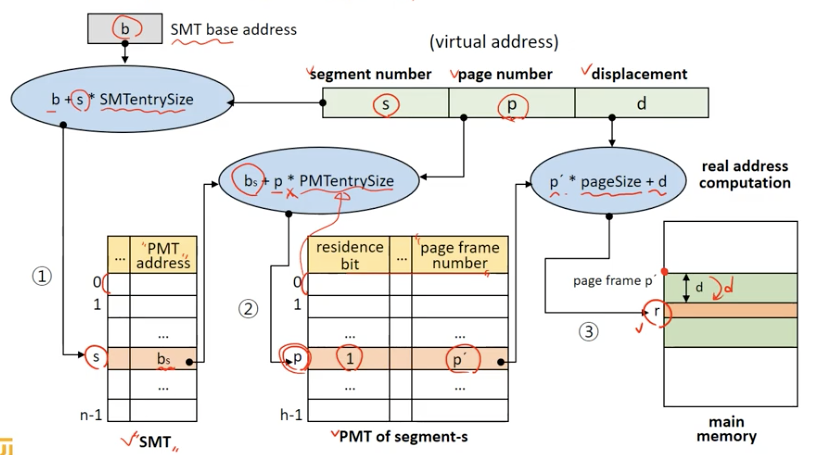 b SMT base address
(virtual address)
segment number page number displacement
b + s * SMTentrySize
s p d
bs + p * PMTentrySize
p´ * pageSize + d
real address
computation
①
... "PMT" address
0
1
...
s bs
...
n-1
"SMT"
②
residence bit ... "page frame number"
0
1
...
p 1 p´
...
h-1
PMT of segment-s
page frame p´
d d
③ r
main
memory